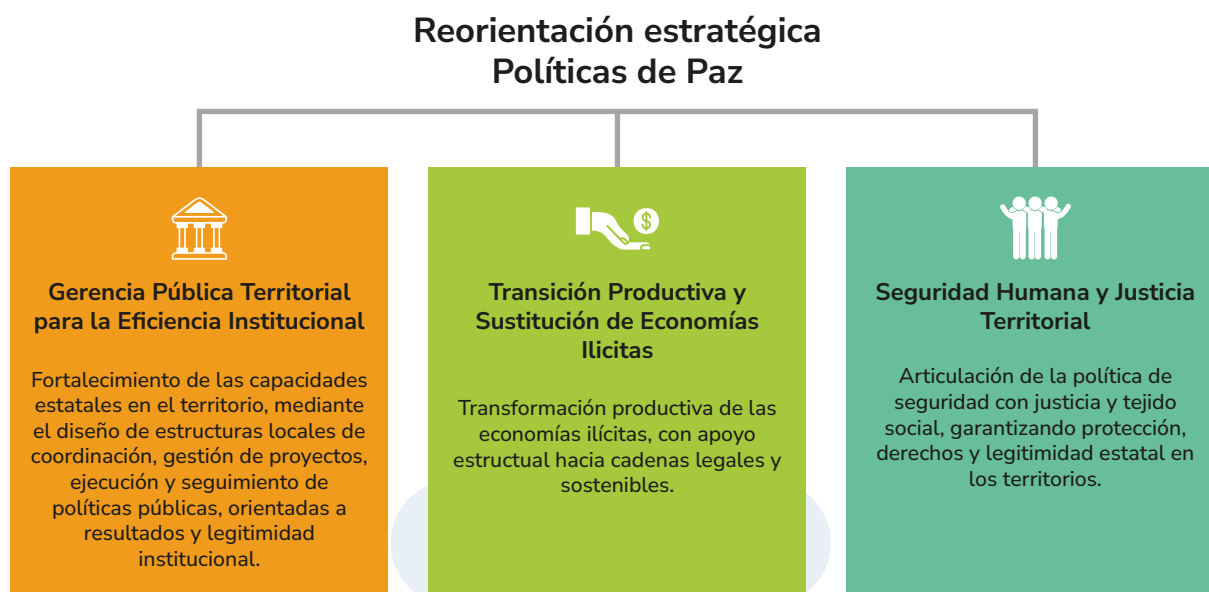 Reorientación estratégica
Políticas de Paz
Gerencia Pública Territorial
para la Eficiencia Institucional
Fortalecimiento de las capacidades
estatales en el territorio, mediante
el diseño de estructuras locales de
coordinación, gestión de proyectos,
ejecución y seguimiento de
políticas públicas, orientadas a
resultados y legitimidad
institucional.
$
Transición Productiva y
Sustitución de Economías
Ilicitas
Transformación productiva de las
economías ilícitas, con apoyo
estructual hacia cadenas legales y
sostenibles.
Seguridad Humana y Justicia
Territorial
Articulación de la política de
seguridad con justicia y tejido
social, garantizando protección,
derechos y legitimidad estatal en
los territorios.